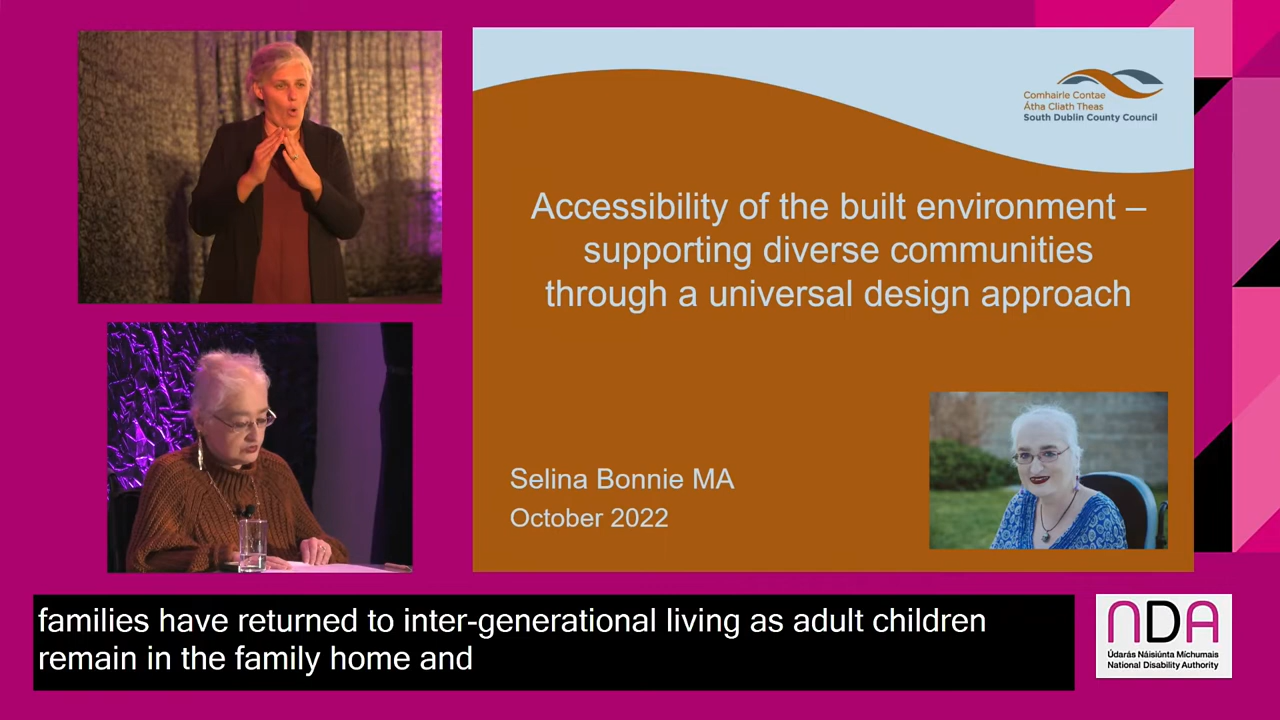 Comhairle Contae
Átha Cliath Theas
South Dublin County Council
Accessibility of the built environment –
supporting diverse communities
through a universal design approach
Selina Bonnie MA
October 2022
families have returned to inter-generational living as adult children
remain in the family home and
NDA
Údarás Náisiúnta Míchumais
National Disability Authority